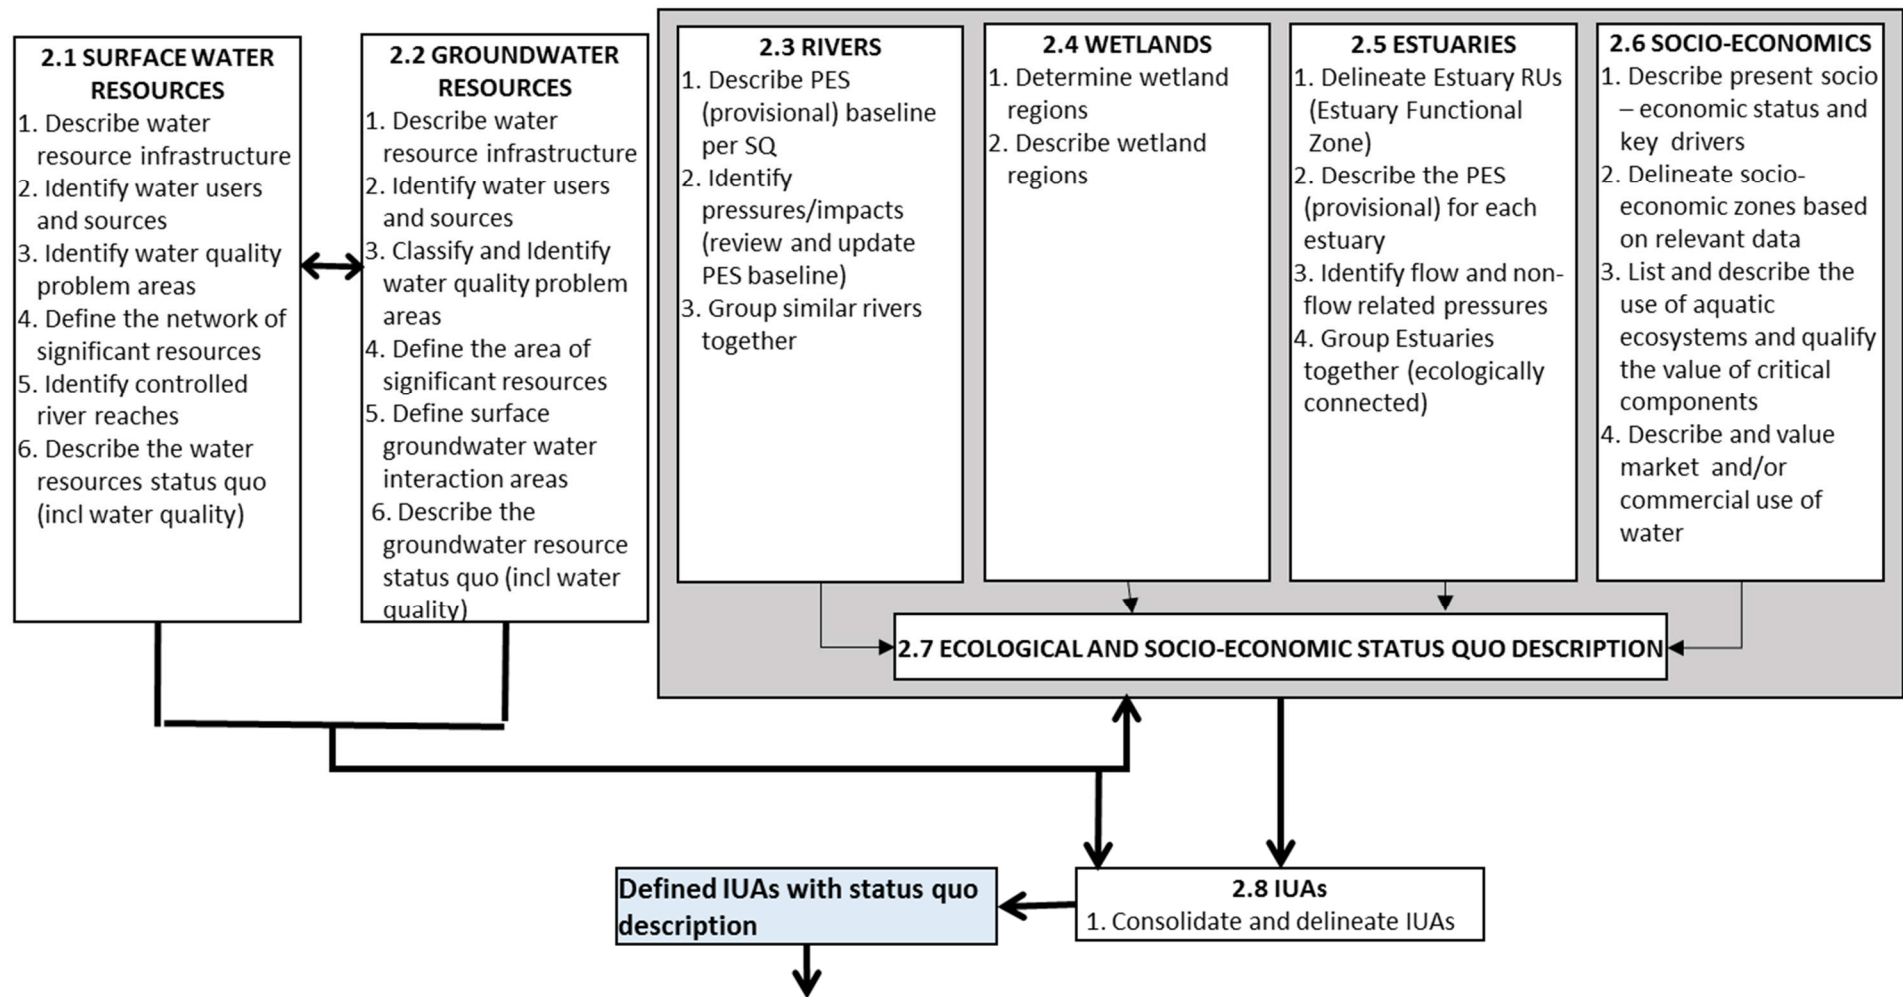 2.1 SURFACE WATER
RESOURCES
1. Describe water
resource infrastructure
2. Identify water users
and sources
3. Identify water quality
problem areas
4. Define the network of
significant resources
5. Identify controlled
river reaches
6. Describe the water
resources status quo
(incl water quality)
2.2 GROUNDWATER
RESOURCES
1. Describe water
resource infrastructure
2. Identify water users
and sources
3. Classify and Identify
water quality problem
areas
4. Define the area of
significant resources
5. Define surface
groundwater water
interaction areas
6. Describe the
groundwater resource
status quo (incl water
quality)
2.3 RIVERS
1. Describe PES
(provisional) baseline
per SQ
2. Identify
pressures/impacts
(review and update
PES baseline)
3. Group similar rivers
together
2.4 WETLANDS
1. Determine wetland
regions
2. Describe wetland
regions
2.5 ESTUARIES
1. Delineate Estuary RUs
(Estuary Functional
Zone)
2. Describe the PES
(provisional) for each
estuary
3. Identify flow and non-
flow related pressures
4. Group Estuaries
together (ecologically
connected)
2.6 SOCIO-ECONOMICS
1. Describe present socio
– economic status and
key drivers
2. Delineate socio-
economic zones based
on relevant data
3. List and describe the
use of aquatic
ecosystems and qualify
the value of critical
components
4. Describe and value
market and/or
commercial use of
water
2.7 ECOLOGICAL AND SOCIO-ECONOMIC STATUS QUO DESCRIPTION
2.8 IUAs
1. Consolidate and delineate IUAs
Defined IUAs with status quo
description